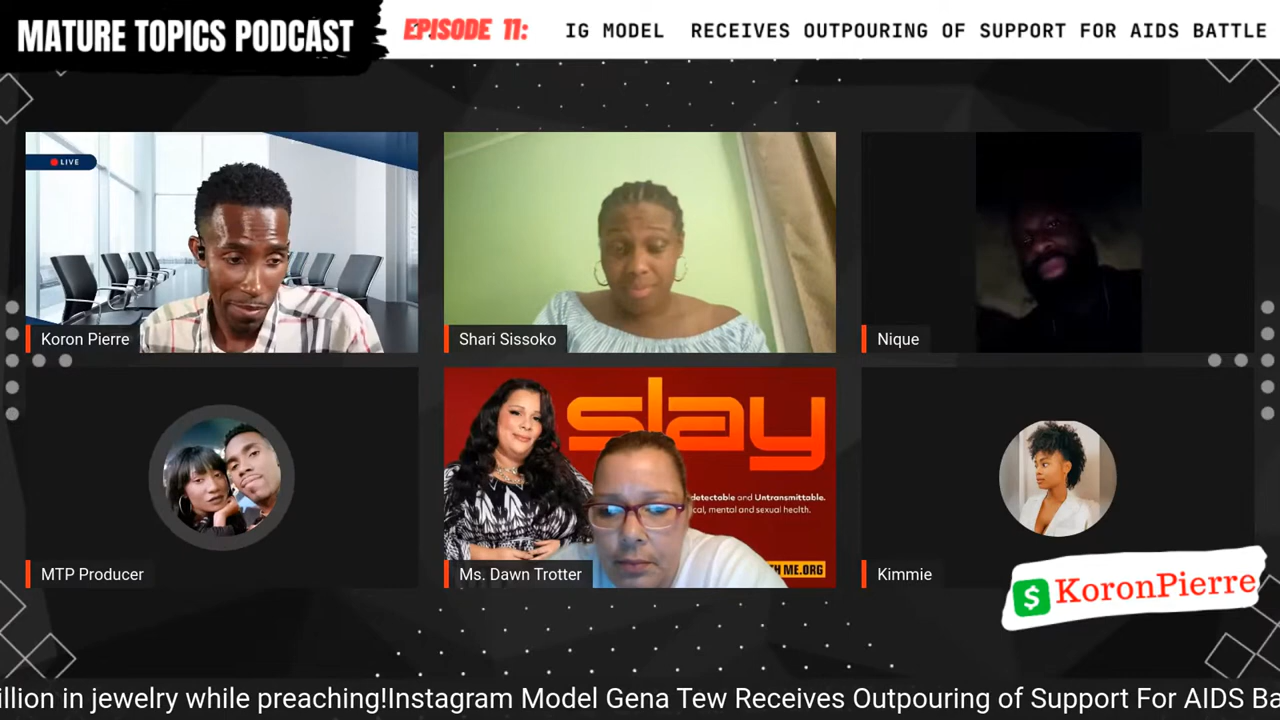 MATURE TOPICS PODCAST
EPISODE 11:
IG MODEL RECEIVES OUTPOURING OF SUPPORT FOR AIDS BATTLE
LIVE
Koron Pierre
Shari Sissoko
Nique
MTP Producer
slay
detectable and Untransmittable.
cal, mental and sexual health.
TH ME.ORG
Ms. Dawn Trotter
Kimmie
$ KoronPierre
illion in jewelry while preaching!Instagram Model Gena Tew Receives Outpouring of Support For AIDS Ba